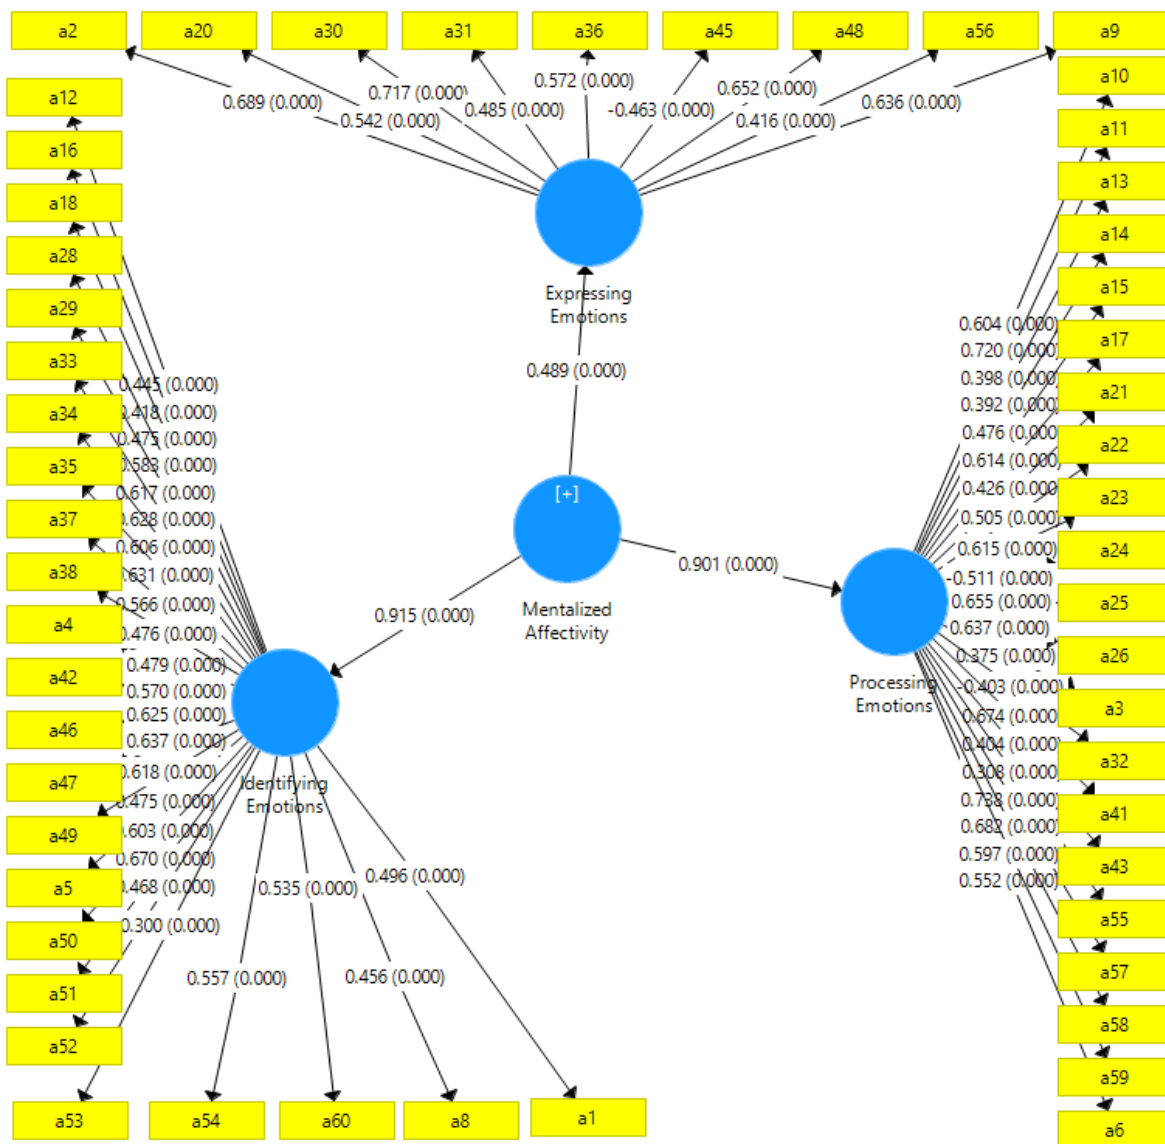 a2
a20
a30
a31
a36
a45
a48
a56
a9
0.689 (0.000)
0.542 (0.000)
0.717 (0.000)
0.485 (0.000)
0.572 (0.000)
-0.463 (0.000)
0.652 (0.000)
0.416 (0.000)
0.636 (0.000)
Expressing
Emotions
0.489 (0.000)
[+]
Mentalized
Affectivity
0.915 (0.000)
0.901 (0.000)
a12
a16
a18
a28
a29
a33
a34
a35
a37
a38
a4
a42
a46
a47
a49
a5
a50
a51
a52
a53
a54
a60
a8
a1
0.445 (0.000)
0.418 (0.000)
0.475 (0.000)
0.583 (0.000)
0.617 (0.000)
0.628 (0.000)
0.606 (0.000)
0.631 (0.000)
0.566 (0.000)
0.476 (0.000)
0.479 (0.000)
0.570 (0.000)
0.625 (0.000)
0.637 (0.000)
0.618 (0.000)
0.475 (0.000)
0.603 (0.000)
0.670 (0.000)
0.468 (0.000)
0.300 (0.000)
0.557 (0.000)
0.535 (0.000)
0.456 (0.000)
0.496 (0.000)
Identifying
Emotions
a10
a11
a13
a14
a15
a17
a21
a22
a23
a24
a25
a26
a3
a32
a41
a43
a55
a57
a58
a59
a6
0.604 (0.000)
0.720 (0.000)
0.398 (0.000)
0.392 (0.000)
0.476 (0.000)
0.614 (0.000)
0.426 (0.000)
0.505 (0.000)
0.615 (0.000)
-0.511 (0.000)
0.655 (0.000)
0.637 (0.000)
0.375 (0.000)
-0.403 (0.000)
0.674 (0.000)
0.404 (0.000)
0.308 (0.000)
0.738 (0.000)
0.682 (0.000)
0.597 (0.000)
0.552 (0.000)
Processing
Emotions